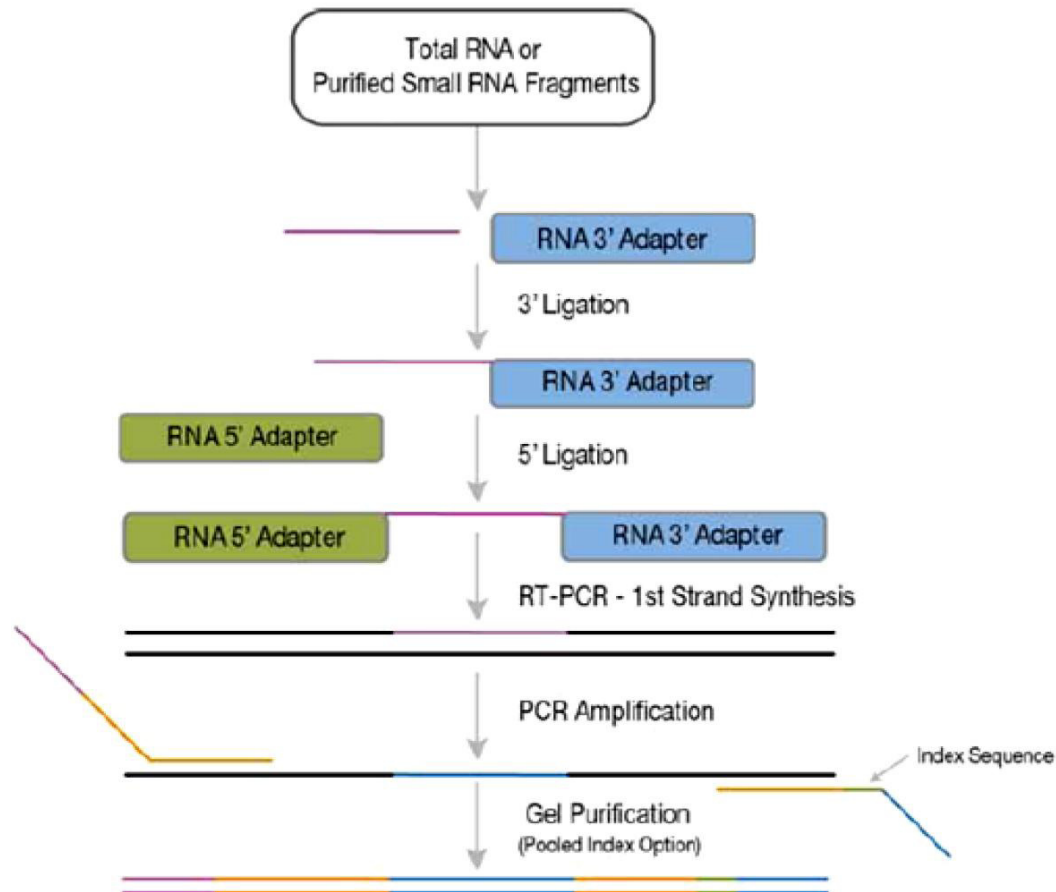 Total RNA or
Purified Small RNA Fragments
RNA 3' Adapter
3' Ligation
RNA 3' Adapter
RNA 5' Adapter
5' Ligation
RNA 5' Adapter
RNA 3' Adapter
RT-PCR - 1st Strand Synthesis
PCR Amplification
Index Sequence
Gel Purification
(Pooled Index Option)